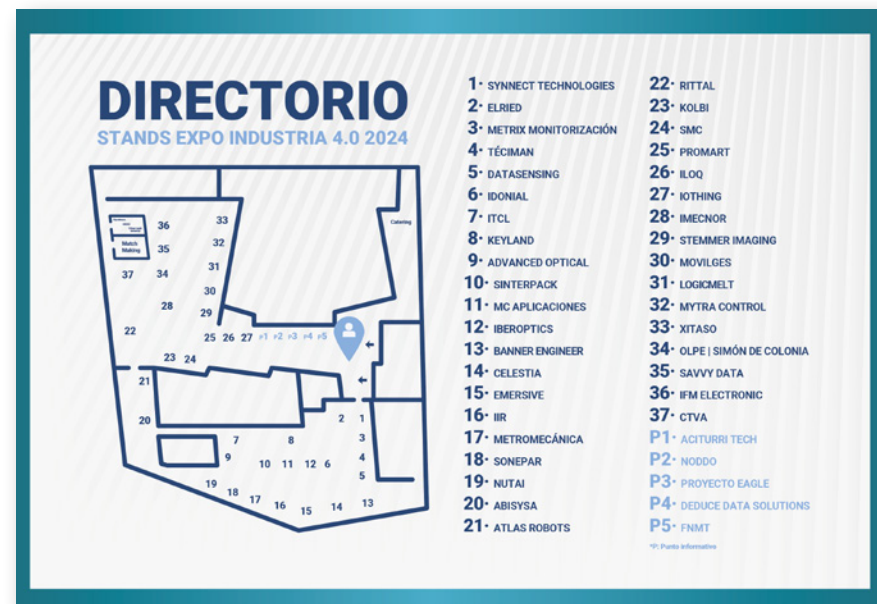 DIRECTORIO
STANDS EXPO INDUSTRIA 4.0 2024
Match
Making
36
33
35
32
37
34
31
30
28
29
22
25 26 27 P1 P2 P3 P4 P5
23 24
21
20
Catering
2 1
7 8 3
9 10 11 12 6 4
5
19
18
17
16
15
14
13
1· SYNNECT TECHNOLOGIES
2· ELRIED
3· METRIX MONITORIZACIÓN
4· TÉCIMAN
5· DATASENSING
6· IDONIAL
7· ITCL
8· KEYLAND
9· ADVANCED OPTICAL
10· SINTERPACK
11· MC APLICACIONES
12· IBEROPTICS
13· BANNER ENGINEER
14· CELESTIA
15· EMERSIVE
16· IIR
17· METROMECÁNICA
18· SONEPAR
19· NUTAI
20· ABISYSA
21· ATLAS ROBOTS
22· RITTAL
23· KOLBI
24· SMC
25· PROMART
26· ILOQ
27· IOTHING
28· IMECNOR
29· STEMMER IMAGING
30· MOVILGES
31· LOGICMELT
32· MYTRA CONTROL
33· XITASO
34· OLPE | SIMÓN DE COLONIA
35· SAVVY DATA
36· IFM ELECTRONIC
37· CTVA
P1· ACITURRI TECH
P2· NODDO
P3· PROYECTO EAGLE
P4· DEDUCE DATA SOLUTIONS
P5· FNMT
*P: Punto informativo